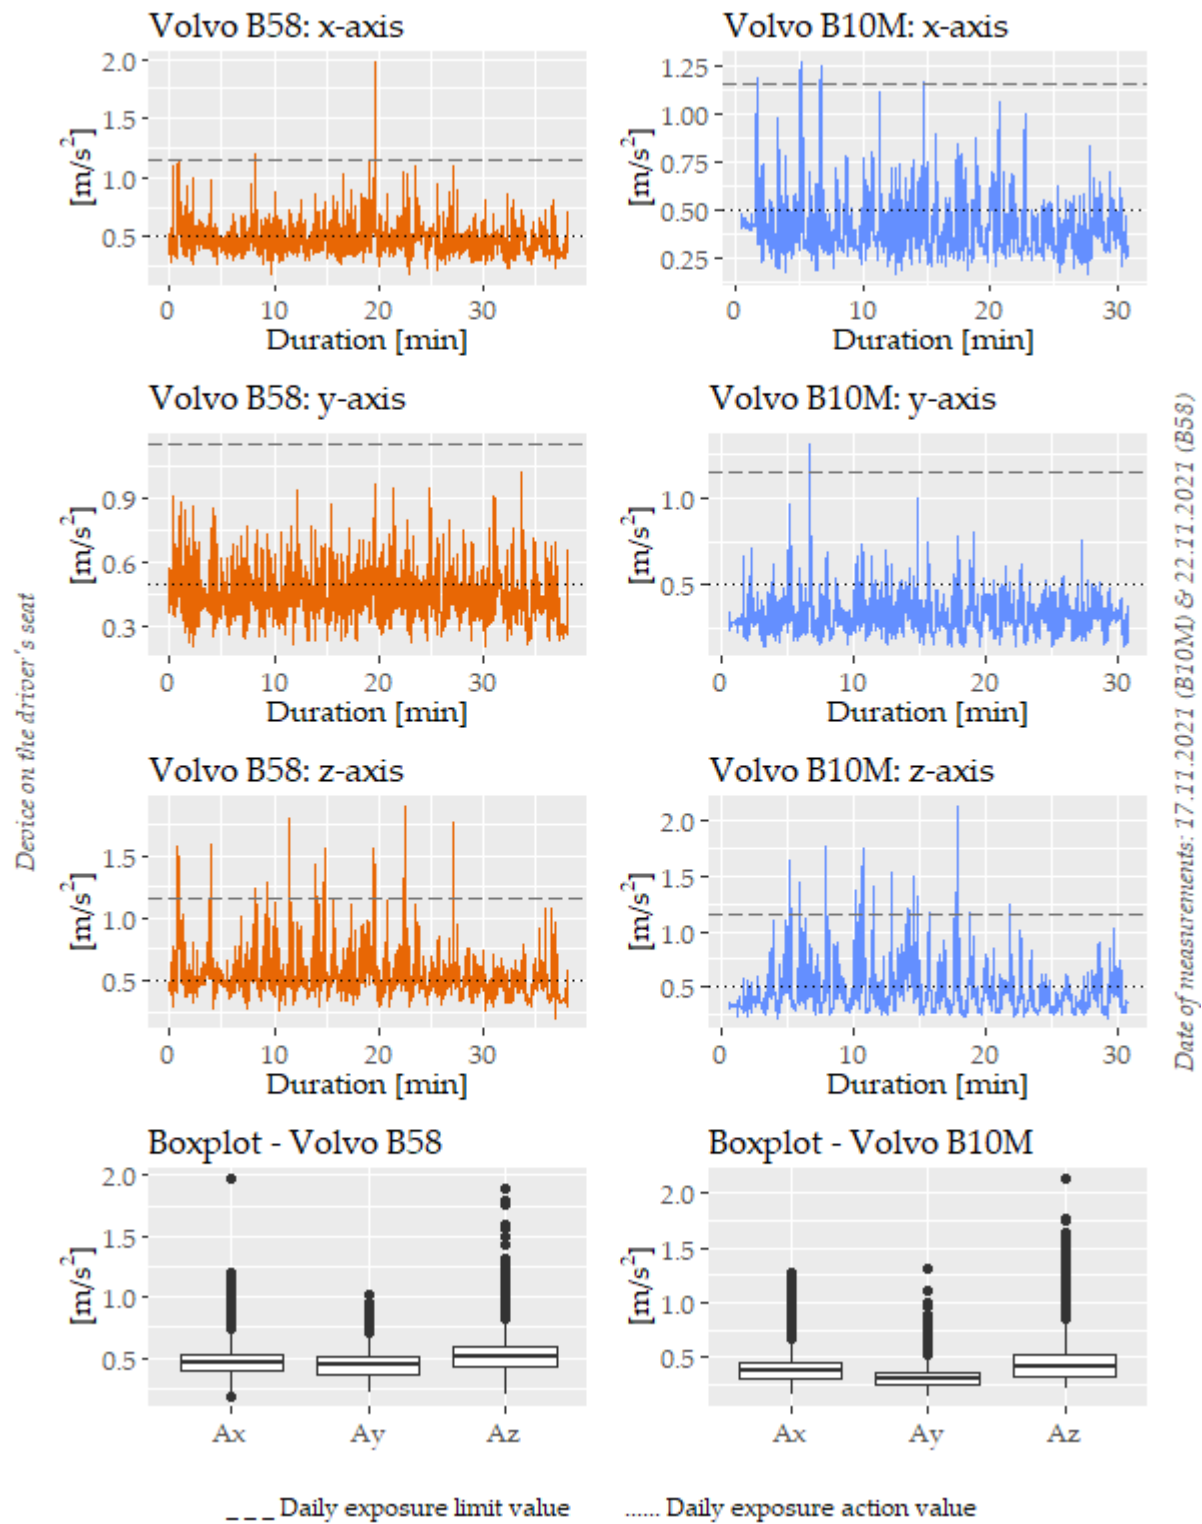 Volvo B58: x-axis
Volvo B10M: x-axis
[m/s²]
2.0
1.5
1.0
0.5
0 10 20 30
Duration [min]
[m/s²]
1.25
1.00
0.75
0.50
0.25
0 10 20 30
Duration [min]
Volvo B58: y-axis
Volvo B10M: y-axis
[m/s²]
0.9
0.6
0.3
0 10 20 30
Duration [min]
[m/s²]
1.0
0.5
0 10 20 30
Duration [min]
Device on the driver's seat
Date of measurements: 17.11.2021 (B10M) & 22.11.2021 (B58)
Volvo B58: z-axis
Volvo B10M: z-axis
[m/s²]
1.5
1.0
0.5
0 10 20 30
Duration [min]
[m/s²]
2.0
1.5
1.0
0.5
0 10 20 30
Duration [min]
Boxplot - Volvo B58
Boxplot - Volvo B10M
[m/s²]
2.0
1.5
1.0
0.5
Ax Ay Az
[m/s²]
2.0
1.5
1.0
0.5
Ax Ay Az
_ _ _ Daily exposure limit value ...... Daily exposure action value